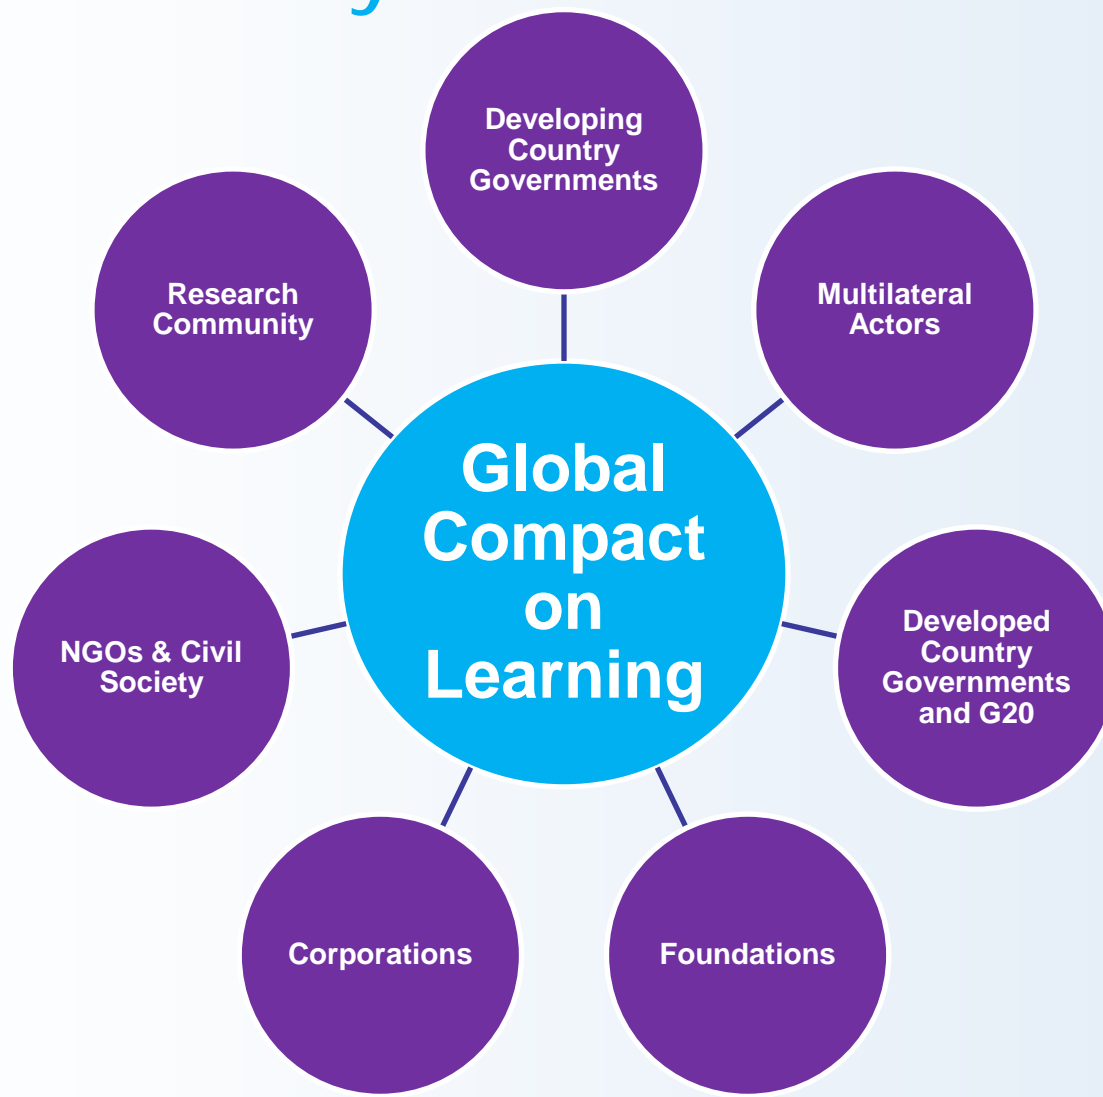 Developing
Country
Governments
Multilateral
Actors
Developed
Country
Governments
and G20
Foundations
Corporations
NGOs & Civil
Society
Research
Community
Global
Compact
on
Learning